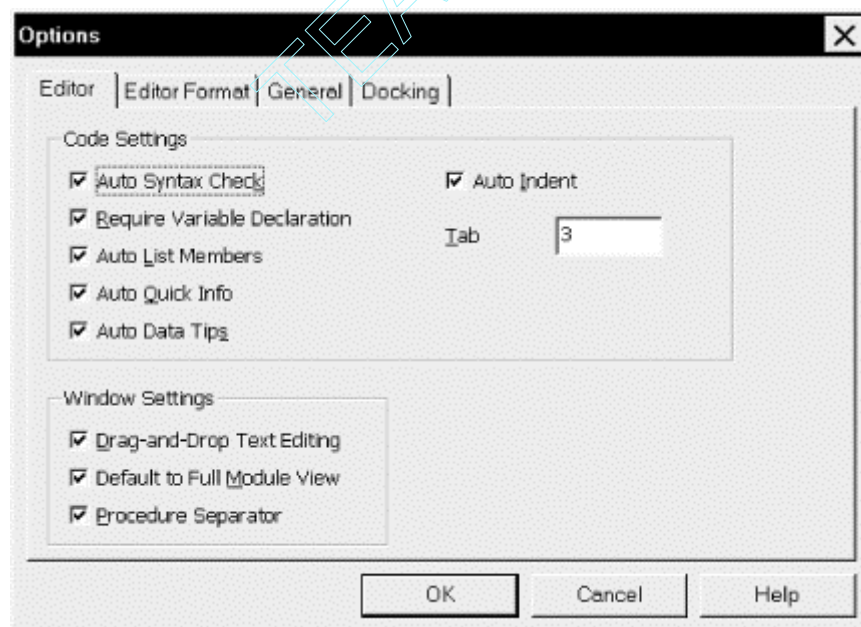 TEA
Options
Editor
Editor Format
General
Docking
Code Settings
Auto Syntax Check
Auto Indent
Require Variable Declaration
Tab
3
Auto List Members
Auto Quick Info
Auto Data Tips
Window Settings
Drag-and-Drop Text Editing
Default to Full Module View
Procedure Separator
OK
Cancel
Help